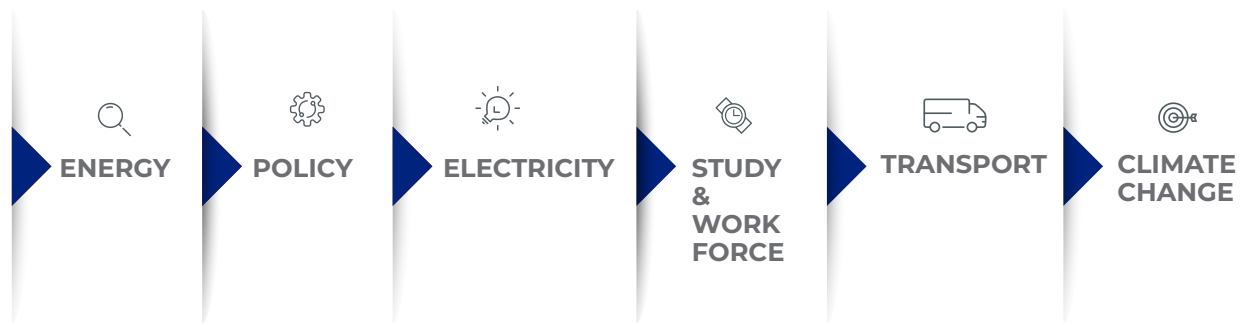 ENERGY
POLICY
ELECTRICITY
STUDY
&
WORK
FORCE
TRANSPORT
CLIMATE
CHANGE